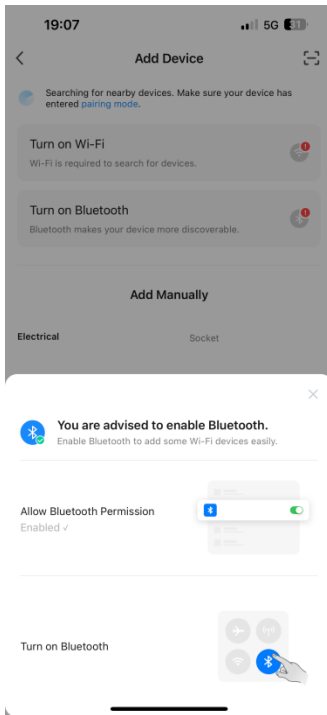 19:07
5G 31
Add Device
Searching for nearby devices. Make sure your device has
entered pairing mode.
Turn on Wi-Fi
Wi-Fi is required to search for devices.
Turn on Bluetooth
Bluetooth makes your device more discoverable.
Add Manually
Electrical
Socket
You are advised to enable Bluetooth.
Enable Bluetooth to add some Wi-Fi devices easily.
Allow Bluetooth Permission
Enabled √
Turn on Bluetooth